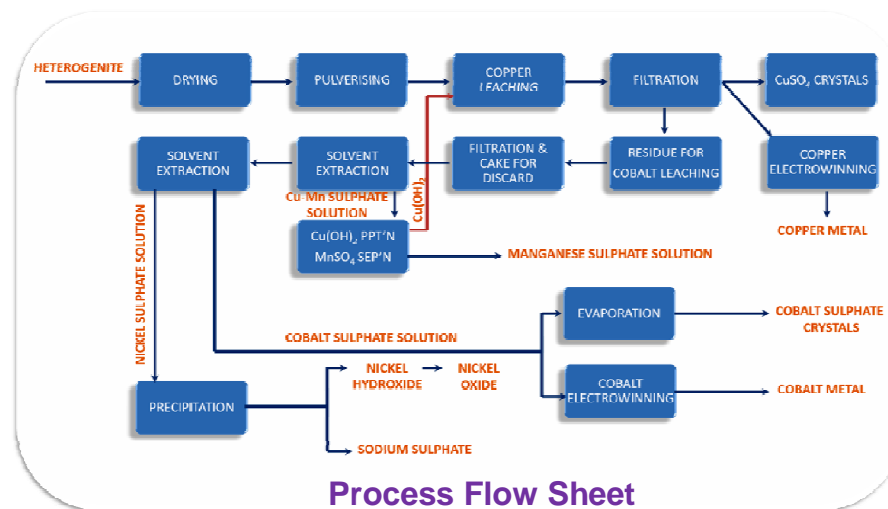 HETEROGENITE
DRYING
PULVERISING
COPPER
LEACHING
FILTRATION
CuSO4 CRYSTALS
SOLVENT
EXTRACTION
SOLVENT
EXTRACTION
FILTRATION &
CAKE FOR
DISCARD
RESIDUE FOR
COBALT LEACHING
COPPER
ELECTROWINNING
Cu-Mn SULPHATE
SOLUTION
Cu(OH)2
COPPER METAL
Cu(OH)2 PPT'N
MnSO4 SEP'N
MANGANESE SULPHATE SOLUTION
NICKEL SULPHATE SOLUTION
COBALT SULPHATE SOLUTION
EVAPORATION
COBALT SULPHATE
CRYSTALS
NICKEL
HYDROXIDE
NICKEL
OXIDE
PRECIPITATION
COBALT
ELECTROWINNING
COBALT METAL
SODIUM SULPHATE
Process Flow Sheet